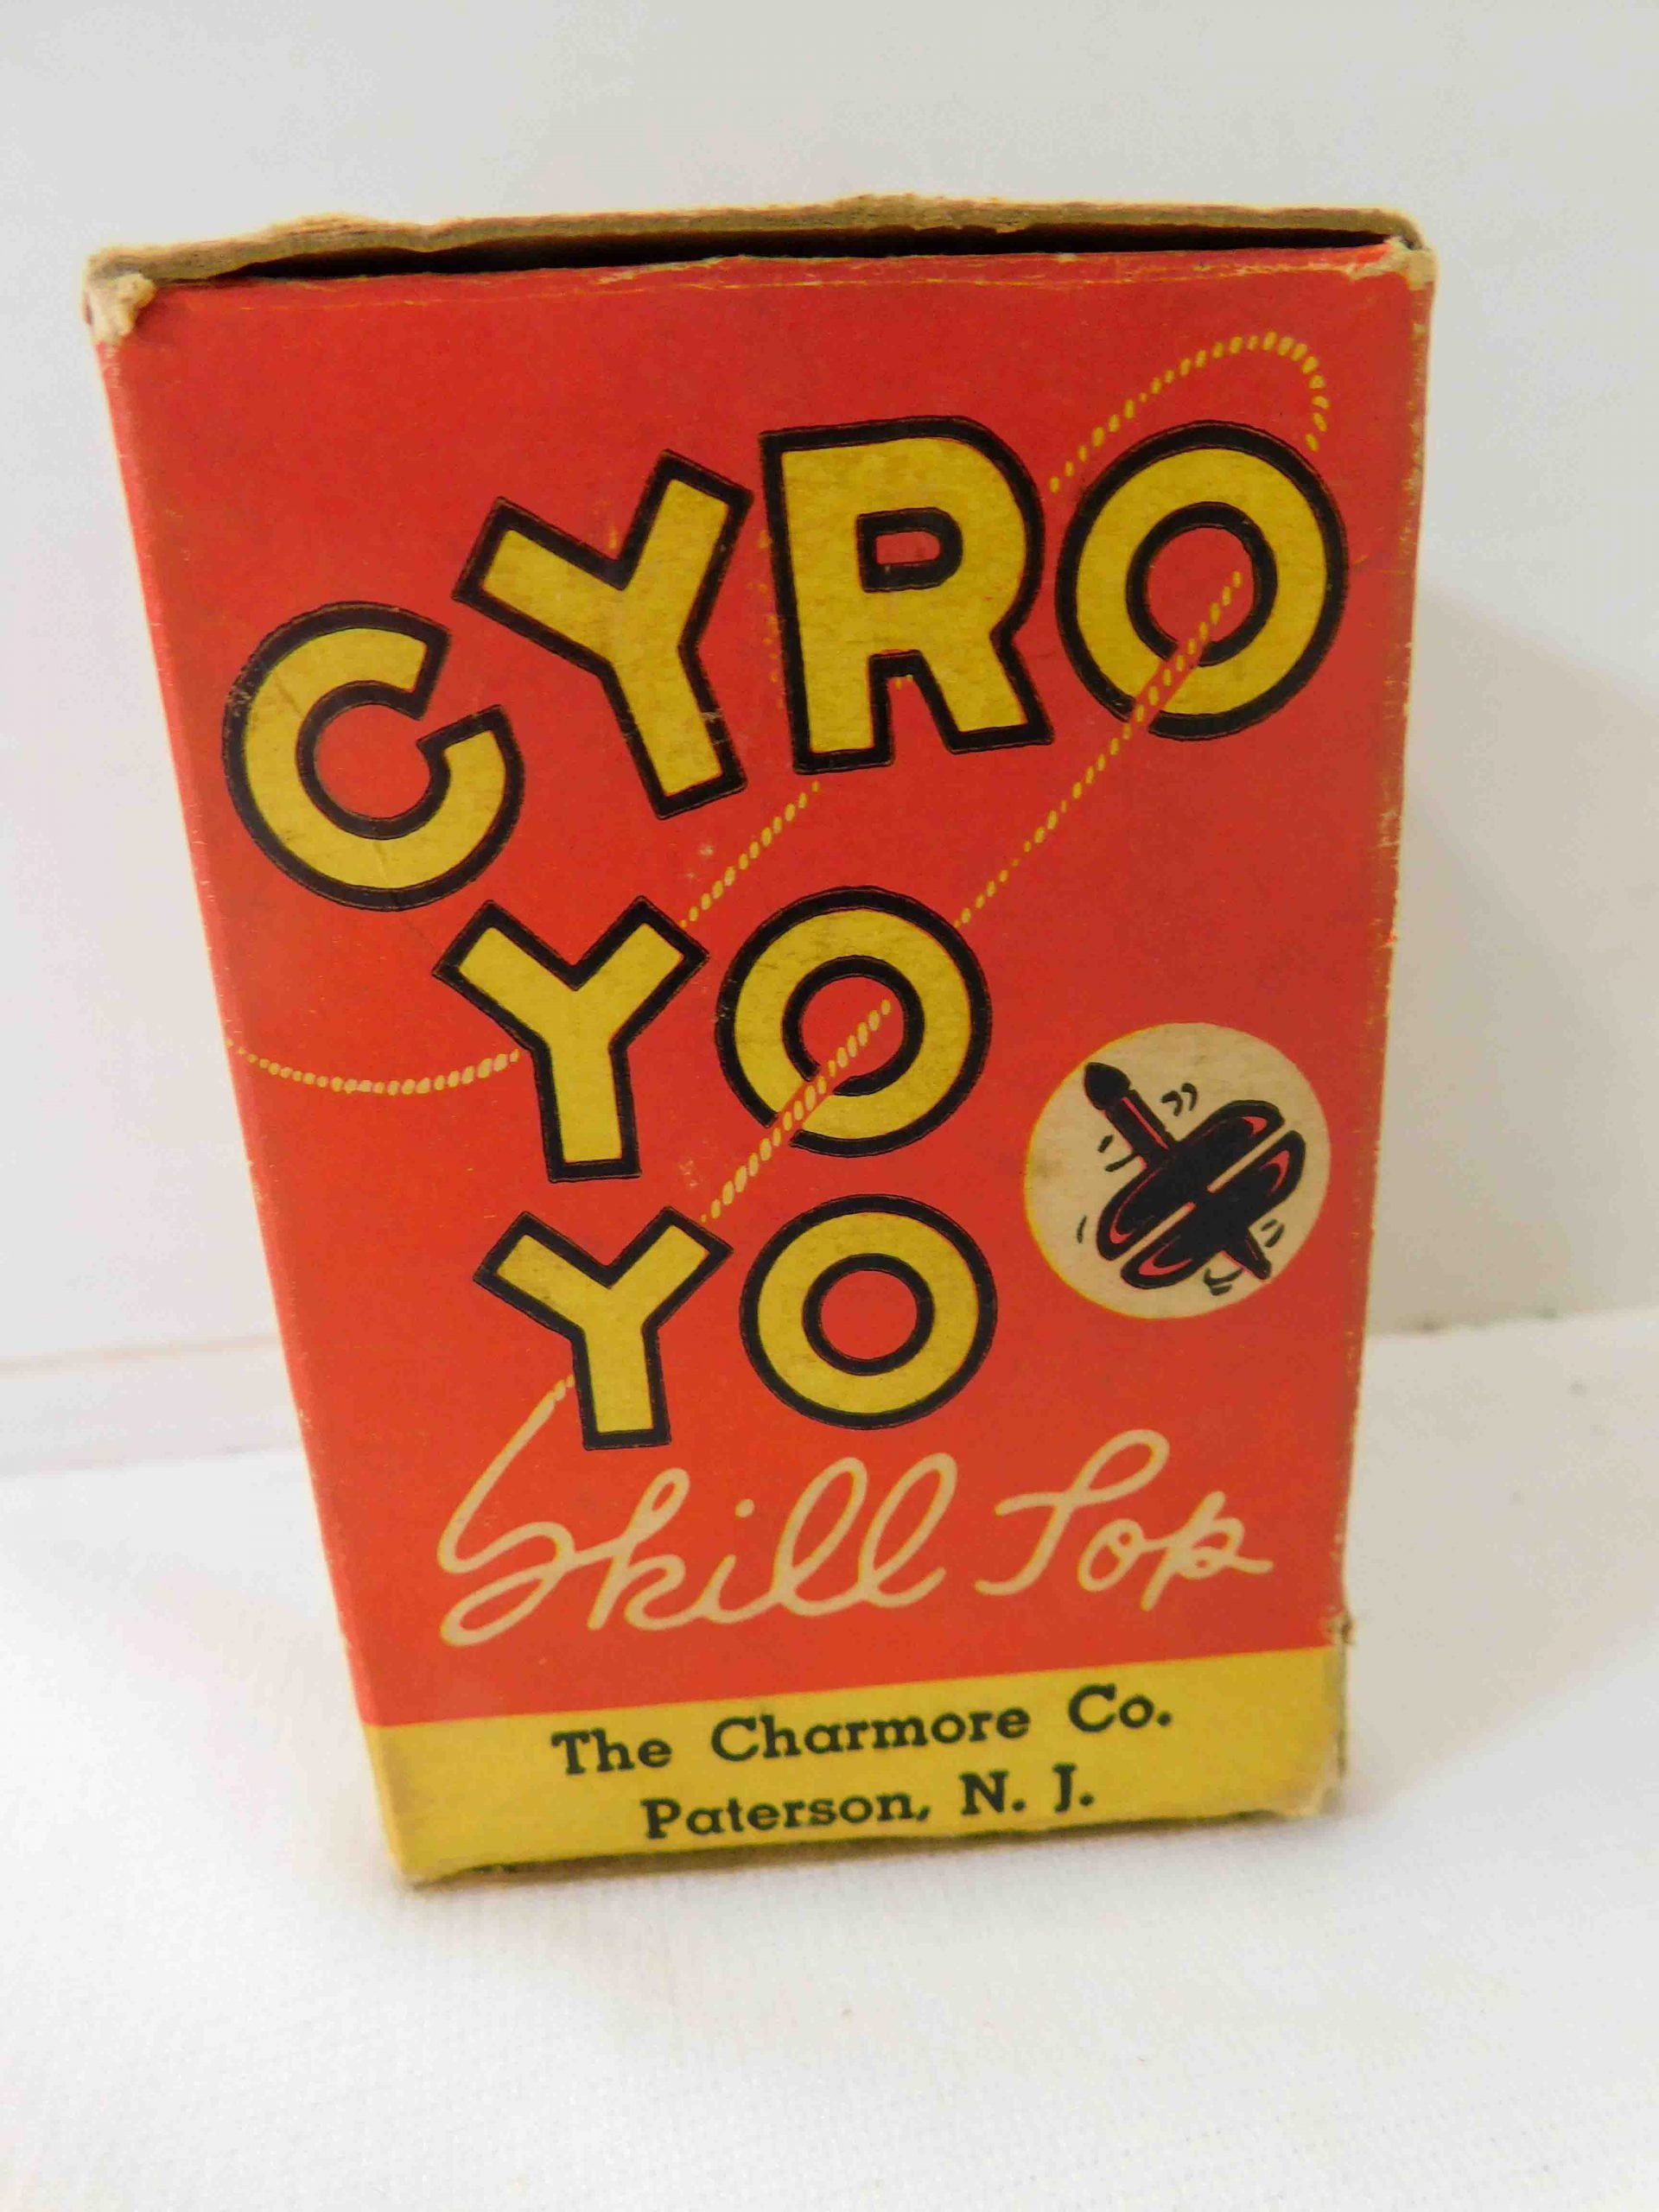 CYRO
YO
YO
Skill Top
The Charmore Co.
Paterson, N. J.